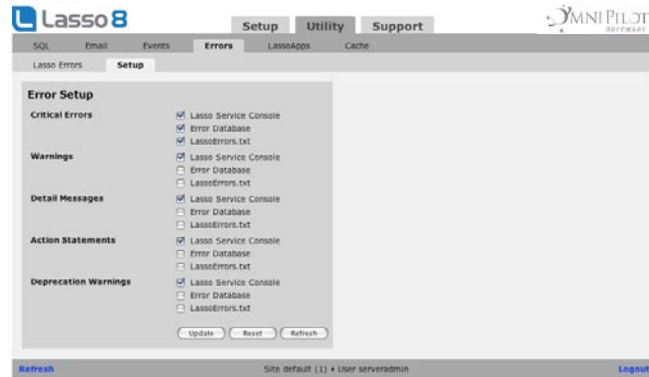 Lasso 8
Setup Utility Support
OMNIPILOT
SOFTWARE
SQL Email Events Errors LassoApps Cache
Lasso Errors Setup
Error Setup
Critical Errors Lasso Service Console
Error Database
LassoErrors.txt
Warnings Lasso Service Console
Error Database
LassoErrors.txt
Detail Messages Lasso Service Console
Error Database
LassoErrors.txt
Action Statements Lasso Service Console
Error Database
LassoErrors.txt
Deprecation Warnings Lasso Service Console
Error Database
LassoErrors.txt
Update Reset Refresh
Refresh Site default (1) • User serveradmin Logout